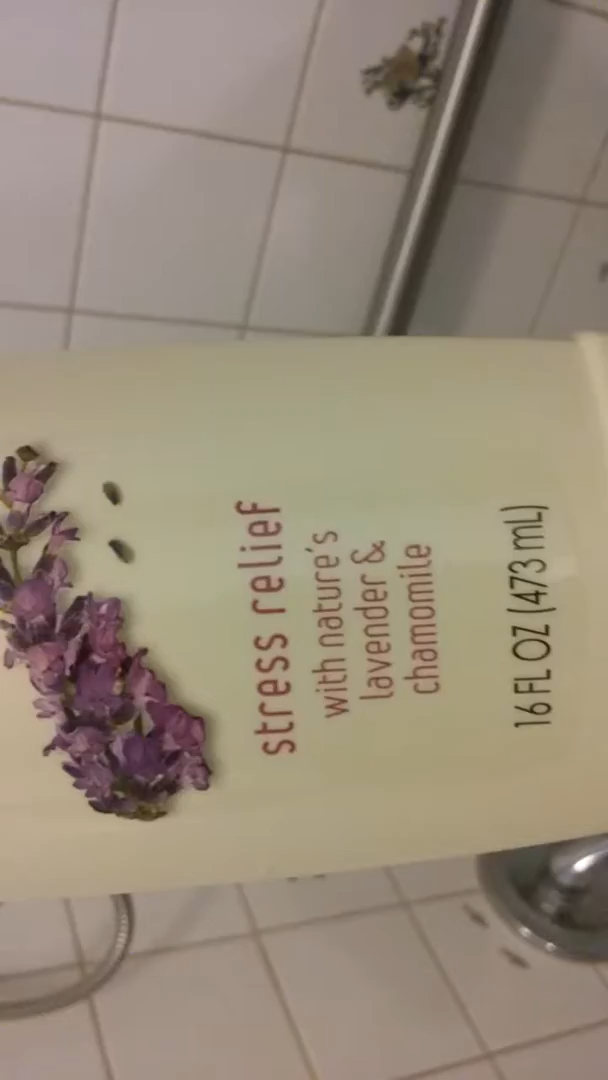 stress relief
with nature's
lavender &
chamomile
16 FL OZ (473 mL)